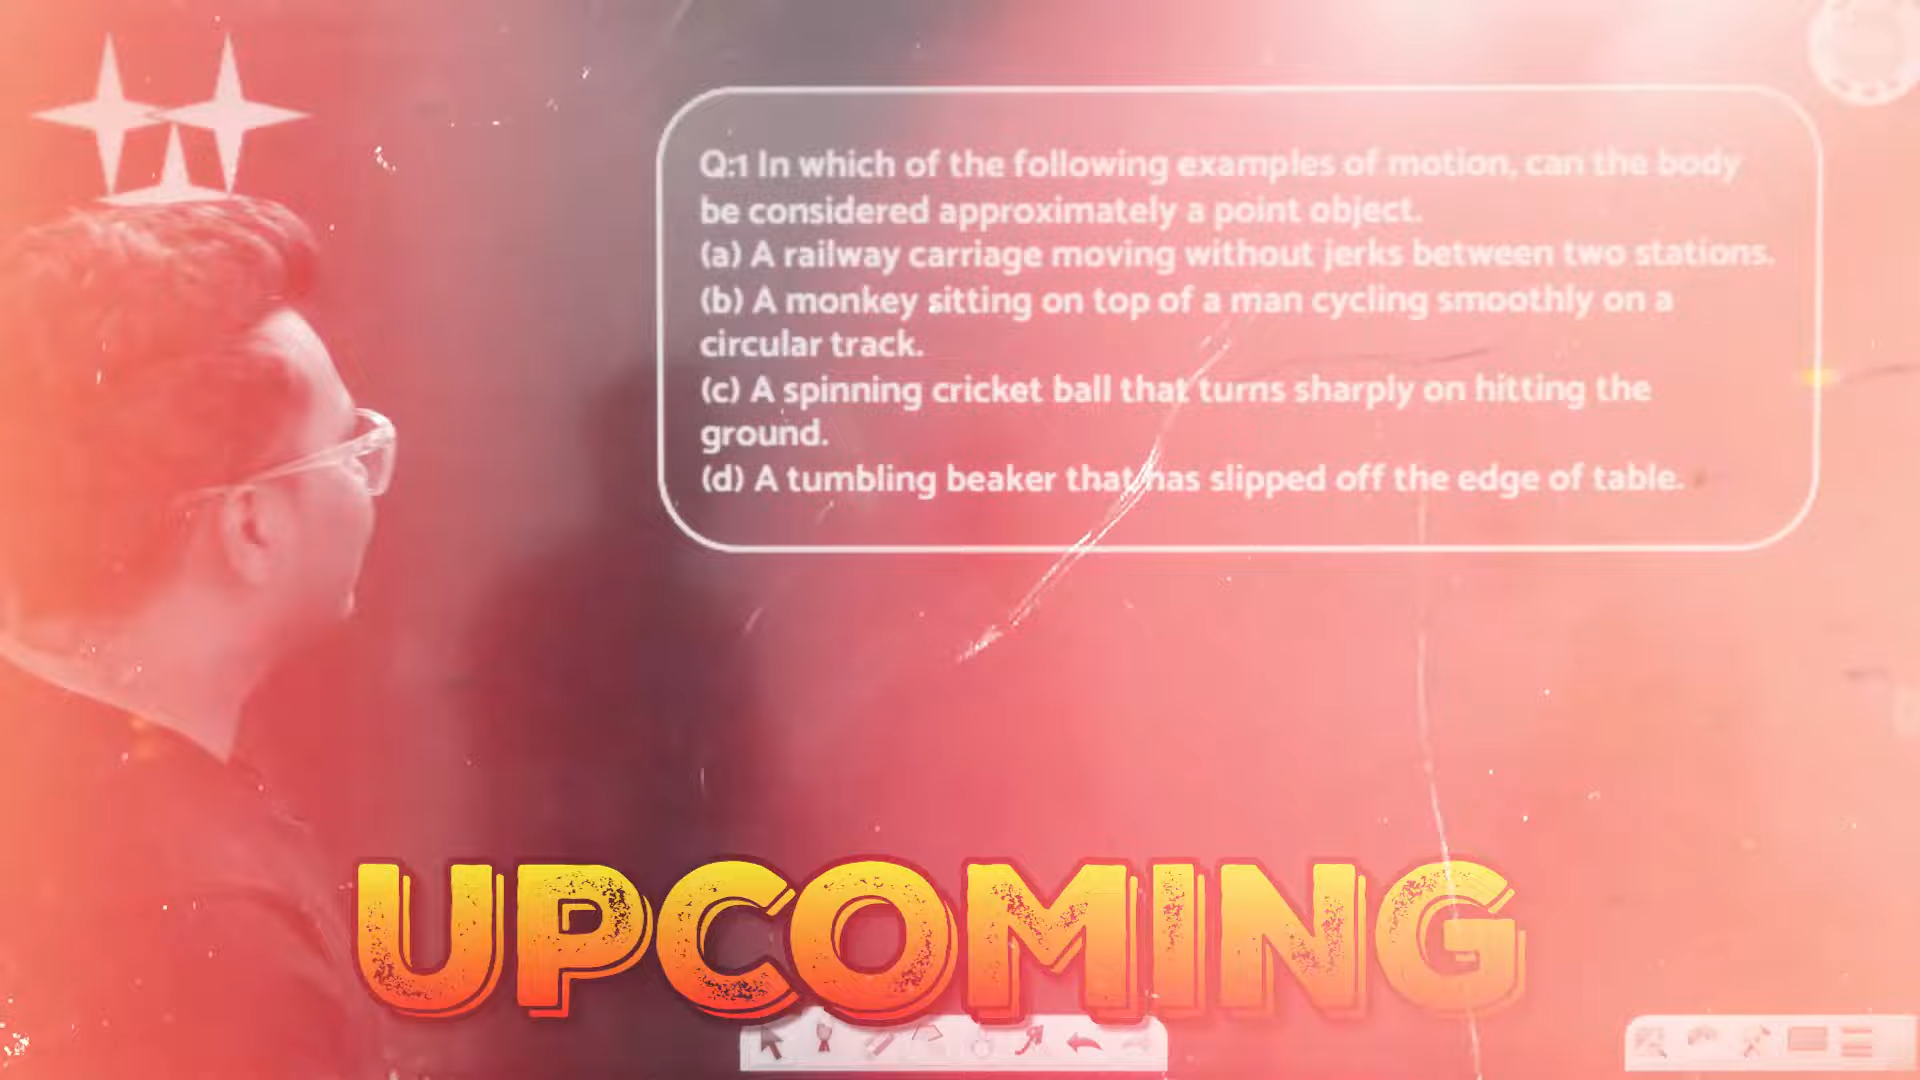 Q:1 In which of the following examples of motion, can the body
be considered approximately a point object.
(a) A railway carriage moving without jerks between two stations.
(b) A monkey sitting on top of a man cycling smoothly on a
circular track.
(c) A spinning cricket ball that turns sharply on hitting the
ground.
(d) A tumbling beaker that has slipped off the edge of table.
UPCOMING